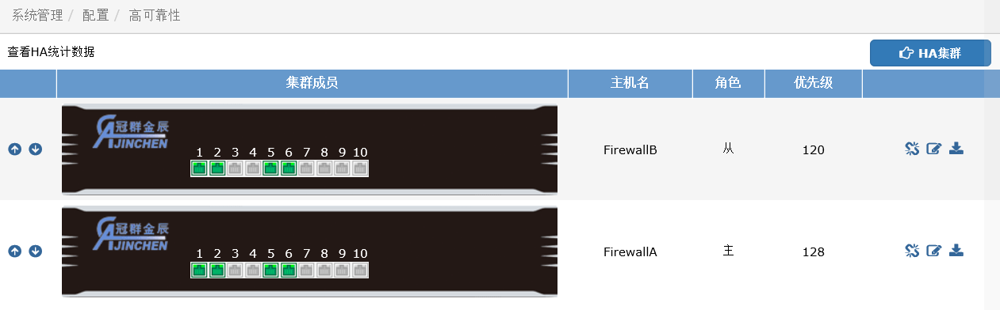 系统管理/ 配置/ 高可靠性
查看HA统计数据
HA集群
集群成员 主机名 角色 优先级
冠群金辰
JINCHEN
1 2 3 4 5 6 7 8 9 10
FirewallB 从 120
冠群金辰
JINCHEN
1 2 3 4 5 6 7 8 9 10
FirewallA 主 128